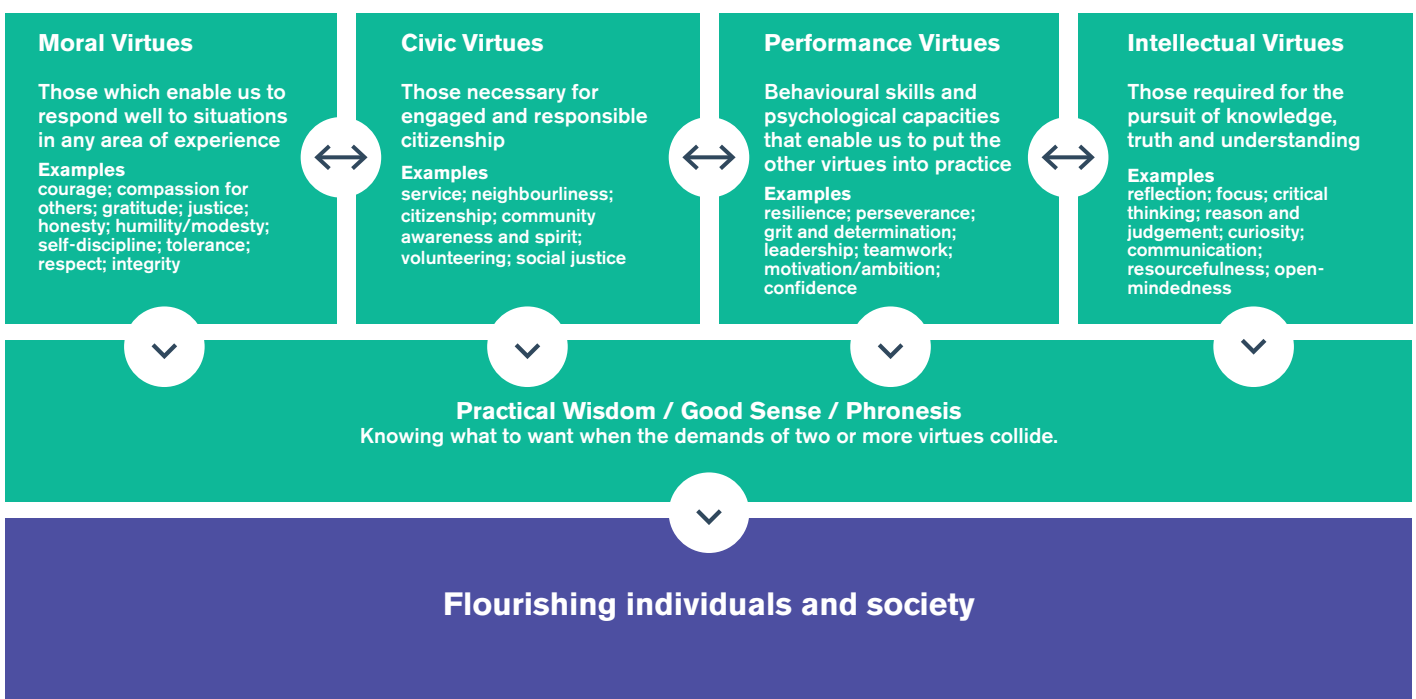 Moral Virtues
Those which enable us to
respond well to situations
in any area of experience
Examples
courage; compassion for
others; gratitude; justice;
honesty; humility/modesty;
self-discipline; tolerance;
respect; integrity
Civic Virtues
Those necessary for
engaged and responsible
citizenship
Examples
service; neighbourliness;
citizenship; community
awareness and spirit;
volunteering; social justice
Performance Virtues
Behavioural skills and
psychological capacities
that enable us to put the
other virtues into practice
Examples
resilience; perseverance;
grit and determination;
leadership; teamwork;
motivation/ambition;
confidence
Intellectual Virtues
Those required for the
pursuit of knowledge,
truth and understanding
Examples
reflection; focus; critical
thinking; reason and
judgement; curiosity;
communication;
resourcefulness; open-
mindedness
Practical Wisdom / Good Sense / Phronesis
Knowing what to want when the demands of two or more virtues collide.
Flourishing individuals and society